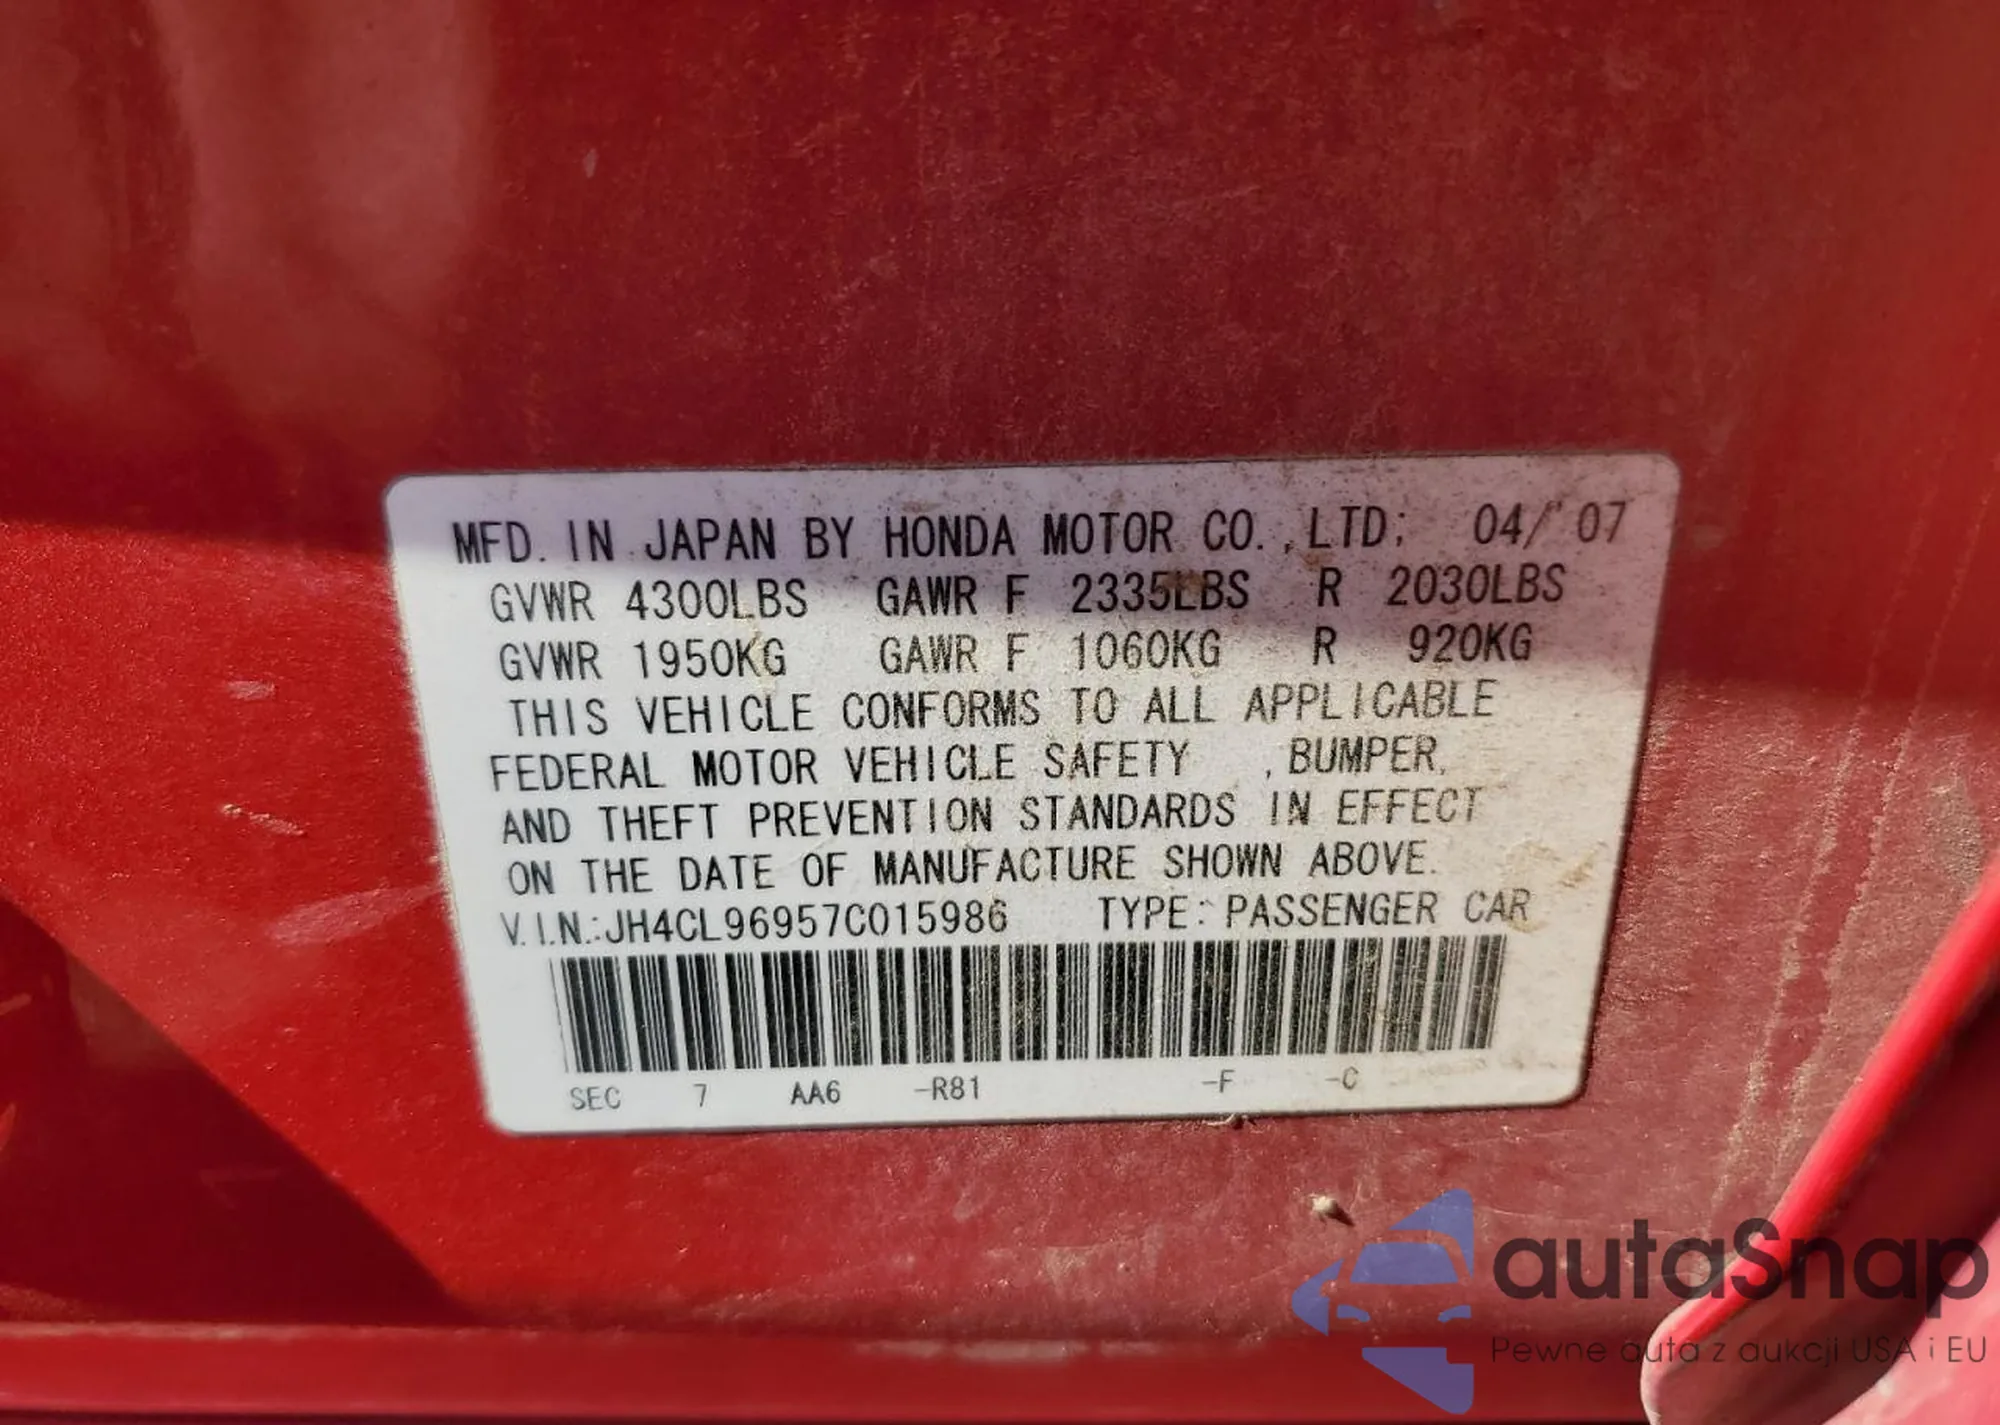 MFD. IN JAPAN BY HONDA MOTOR CO.,LTD; 04/'07
GVWR 4300LBS GAWR F 2335LBS R 2030LBS
GVWR 1950KG GAWR F 1060KG R 920KG
THIS VEHICLE CONFORMS TO ALL APPLICABLE
FEDERAL MOTOR VEHICLE SAFETY ,BUMPER,
AND THEFT PREVENTION STANDARDS IN EFFECT
ON THE DATE OF MANUFACTURE SHOWN ABOVE.
V.I.N.:JH4CL96957C015986 TYPE:PASSENGER CAR
SEC 7 AA6 -R81 -F -C
autaSnap
Pewne auta z aukcji USA i EU